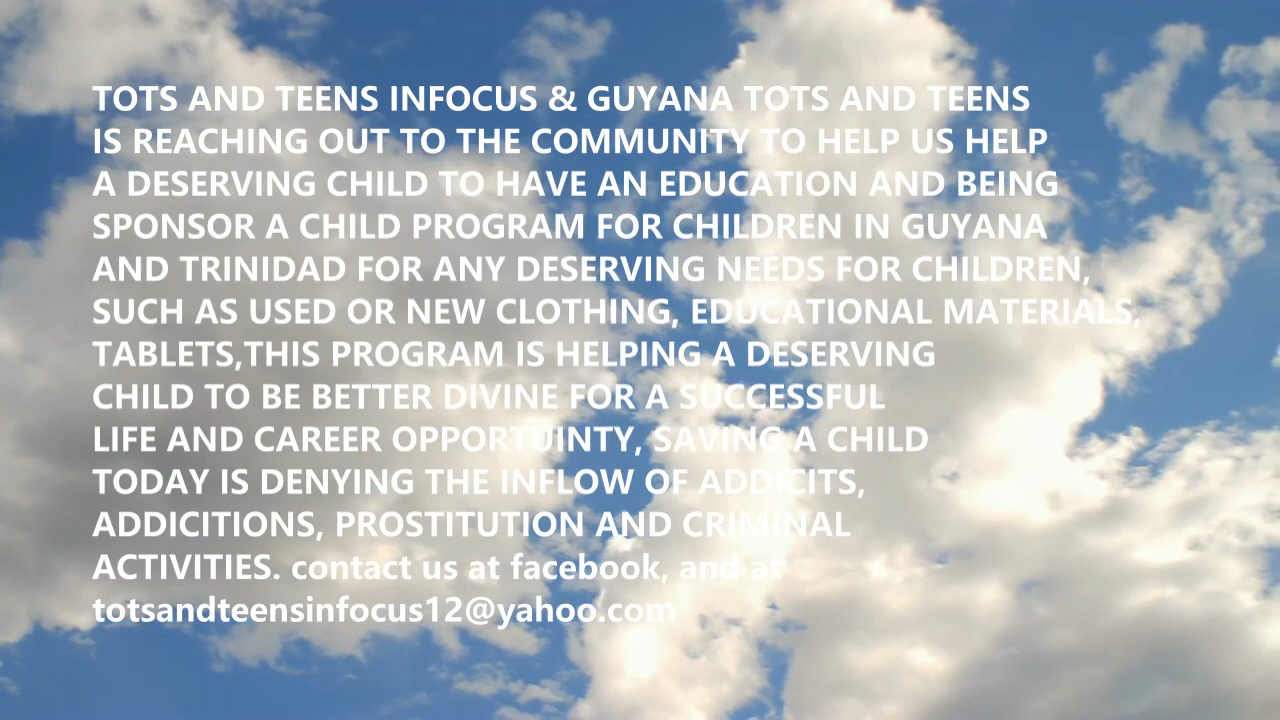 TOTS AND TEENS INFOCUS & GUYANA TOTS AND TEENS
IS REACHING OUT TO THE COMMUNITY TO HELP US HELP
A DESERVING CHILD TO HAVE AN EDUCATION AND BEING
SPONSOR A CHILD PROGRAM FOR CHILDREN IN GUYANA
AND TRINIDAD FOR ANY DESERVING NEEDS FOR CHILDREN,
SUCH AS USED OR NEW CLOTHING, EDUCATIONAL MATERIALS,
TABLETS,THIS PROGRAM IS HELPING A DESERVING
CHILD TO BE BETTER DIVINE FOR A SUCCESSFUL
LIFE AND CAREER OPPORTUINTY, SAVING A CHILD
TODAY IS DENYING THE INFLOW OF ADDICITS,
ADDICITIONS, PROSTITUTION AND CRIMINAL
ACTIVITIES. contact us at facebook, and at
totsandteensinfocus12@yahoo.com